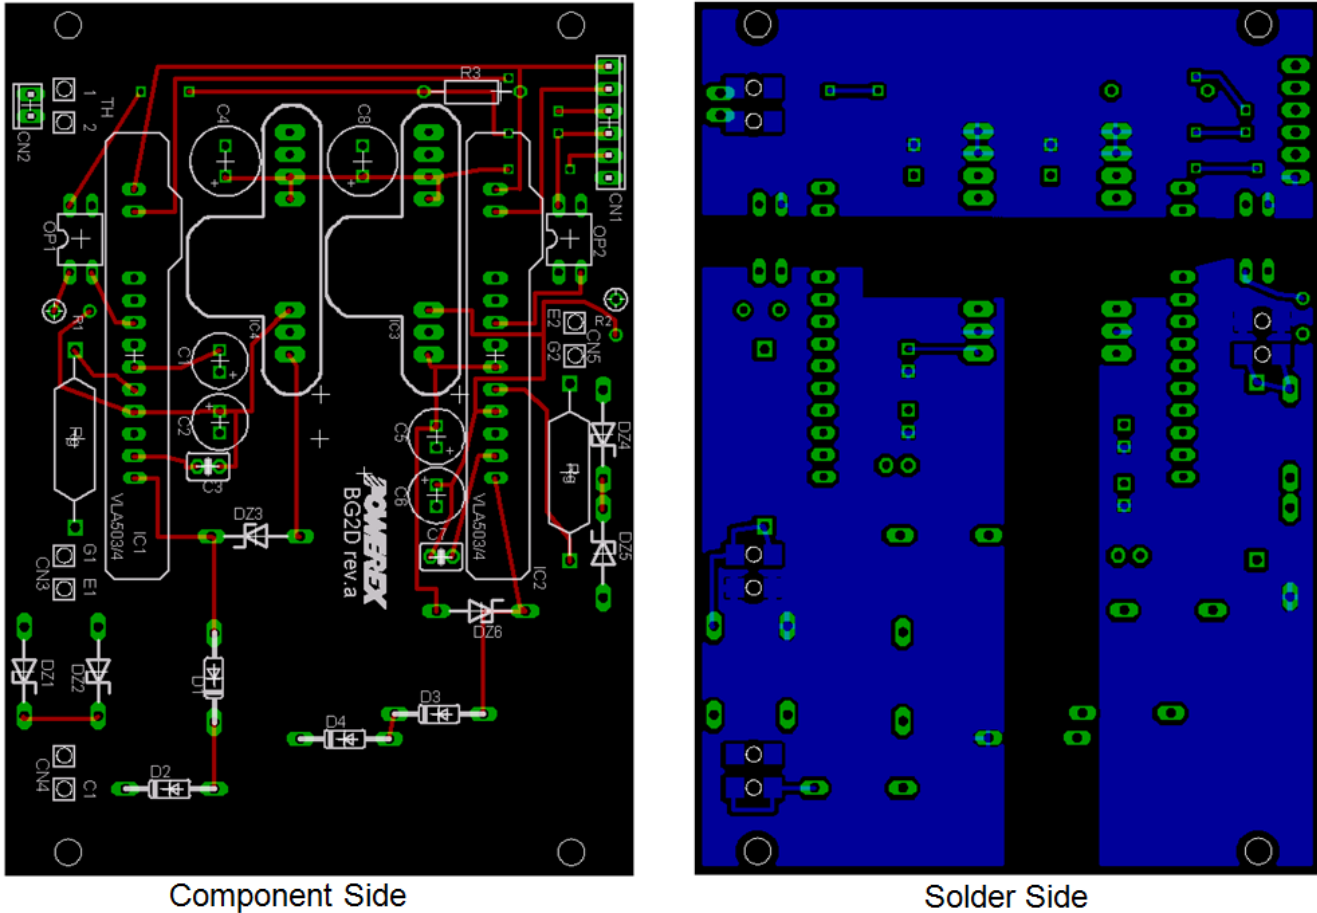 R3
1
TH
2
CN2
C4
C8
CN1
OP1
OP2
R1
IC4
IC3
E2
R2
CN5
G2
C1
C2
C3
C5
C6
C7
Rg
Rg
DZ4
DZ5
POWEREX
BG2D rev.a
VLA503/4
IC1
VLA503/4
IC2
DZ3
G1
CN3
E1
DZ6
DZ1
DZ2
D1
D3
D4
D2
CN4
C1
Component Side
Solder Side